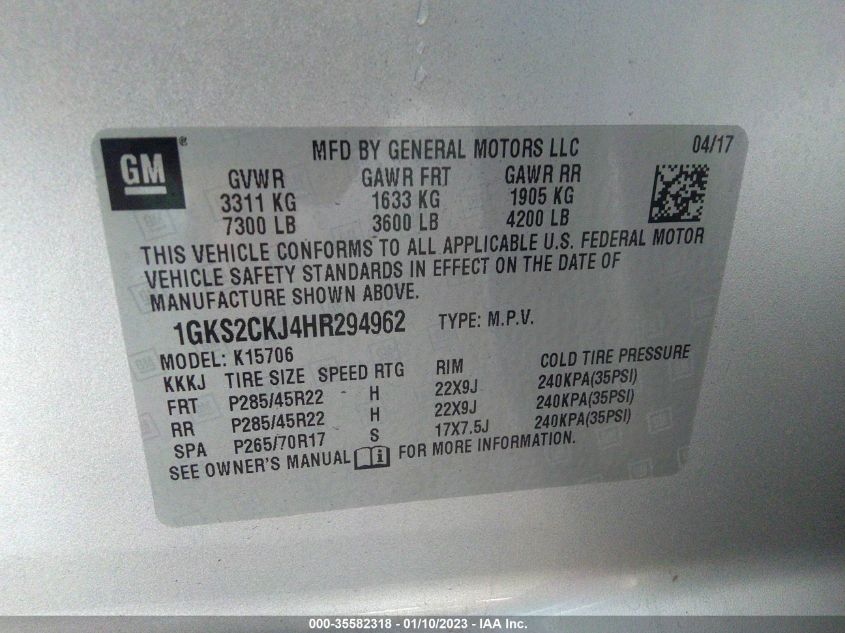 GM® MFD BY GENERAL MOTORS LLC 04/17
GVWR GAWR FRT GAWR RR
3311 KG 1633 KG 1905 KG
7300 LB 3600 LB 4200 LB
THIS VEHICLE CONFORMS TO ALL APPLICABLE U.S. FEDERAL MOTOR
VEHICLE SAFETY STANDARDS IN EFFECT ON THE DATE OF
MANUFACTURE SHOWN ABOVE.
1GKS2CKJ4HR294962 TYPE: M.P.V.
MODEL: K15706
KKKJ TIRE SIZE SPEED RTG RIM COLD TIRE PRESSURE
FRT P285/45R22 H 22X9J 240KPA(35PSI)
RR P285/45R22 H 22X9J 240KPA(35PSI)
SPA P265/70R17 S 17X7.5J 240KPA(35PSI)
SEE OWNER'S MANUAL FOR MORE INFORMATION.
000-35582318 - 01/10/2023 - IAA Inc.